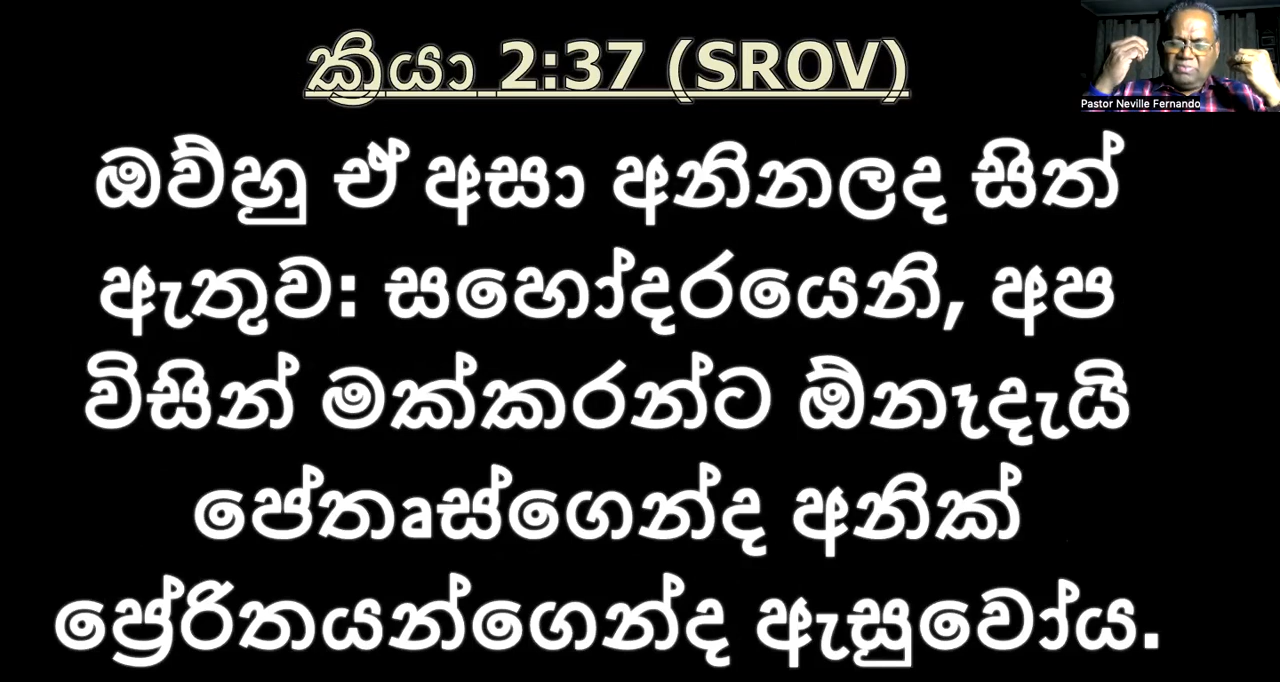 ක්‍රියා 2:37 (SROV)
Pastor Neville Fernando
ඔව්හු ඒ අසා අනිනලද සිත්
ඇතුව: සහෝදරයෙනි, අප
විසින් මක්කරන්ට ඕනෑදැයි
පේතෘස්ගෙන්ද අනික්
ප්‍රේරිතයන්ගෙන්ද ඇසුවෝය.